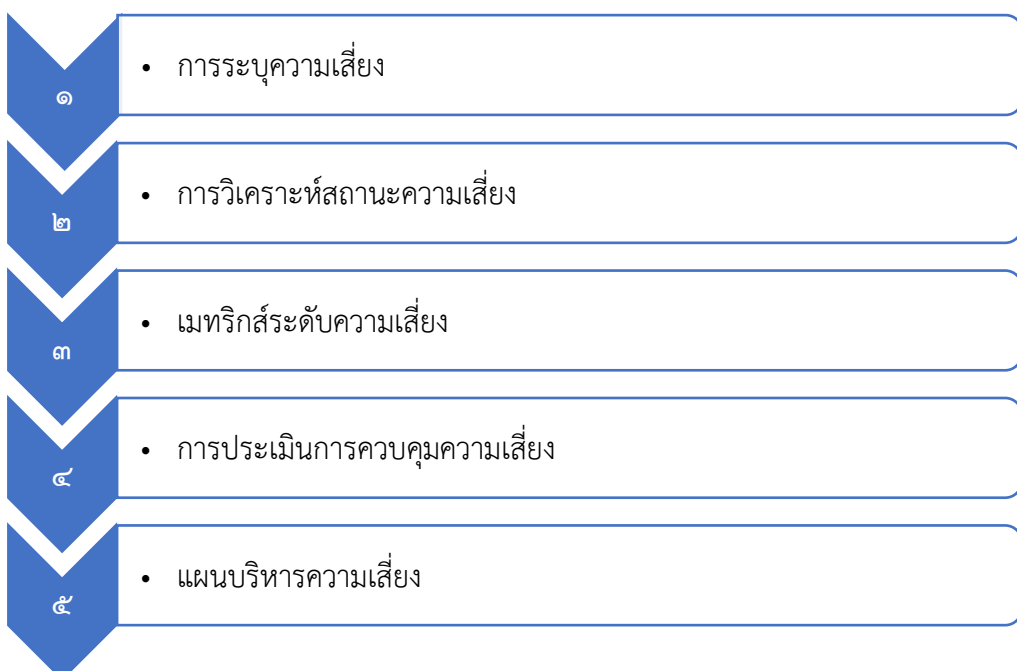 ๑
• การระบุความเสี่ยง
๒
• การวิเคราะห์สถานะความเสี่ยง
๓
• เมทริกส์ระดับความเสี่ยง
๔
• การประเมินการควบคุมความเสี่ยง
๕
• แผนบริหารความเสี่ยง